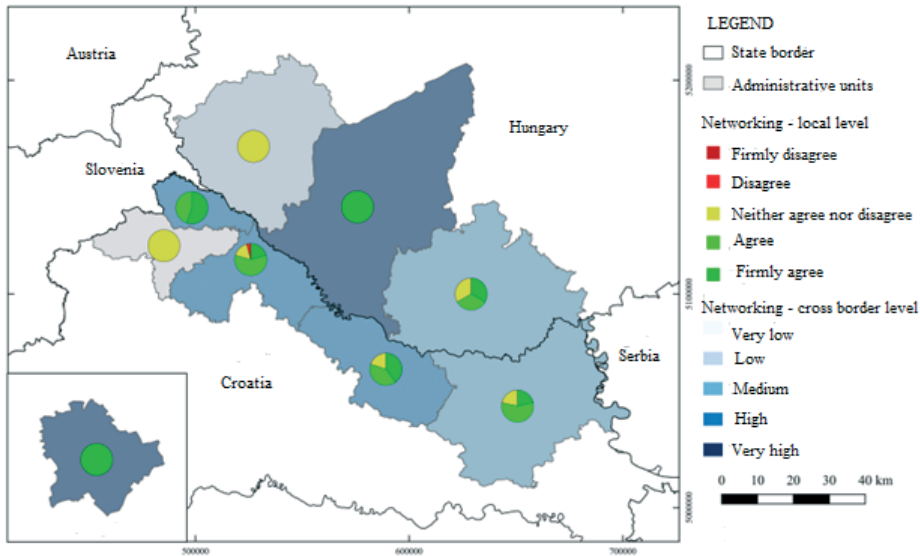 Austria
Hungary
Slovenia
Croatia
Serbia
5200000
5100000
5000000
500000
600000
700000
LEGEND
State border
Administrative units
Networking - local level
Firmly disagree
Disagree
Neither agree nor disagree
Agree
Firmly agree
Networking - cross border level
Very low
Low
Medium
High
Very high
0 10 20 30 40 km